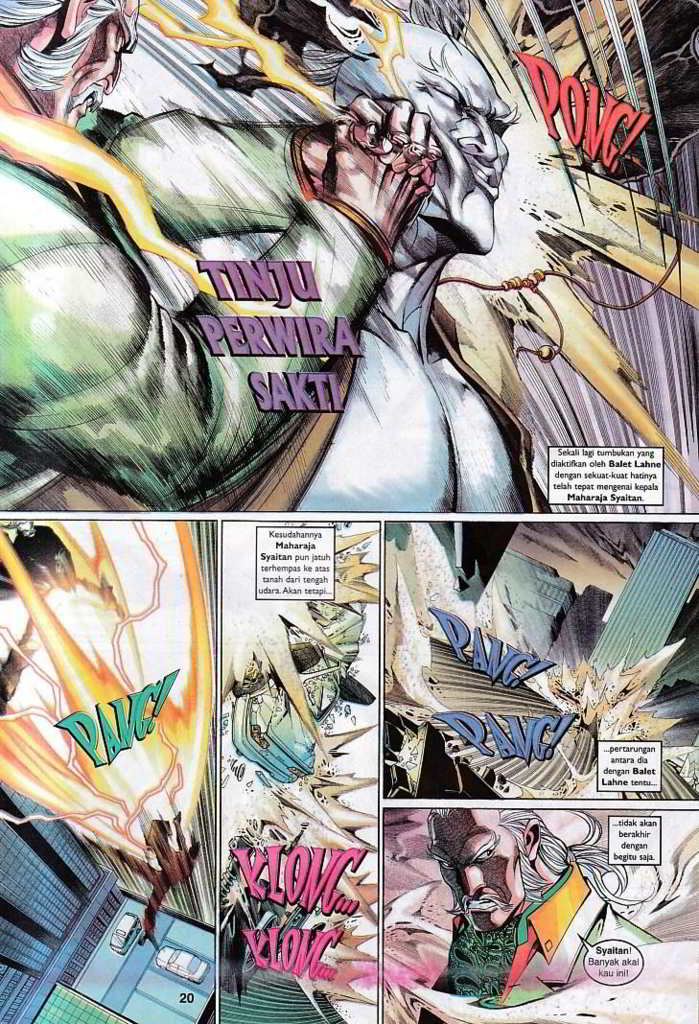 PONG!
TINJU
PERWIRA
SAKTI
Sekali lagi tumbukan yang
diaktifkan oleh Balet Lahne
dengan sekuat-kuat hatinya
telah tepat mengenai kepala
Maharaja Syaitan.
PANG!
Kesudahannya
Maharaja
Syaitan pun jatuh
terhempas ke atas
tanah dari tengah
udara. Akan tetapi...
KLONG...
KLONG...
PANG!
PANG!
...pertarungan
antara dia
dengan Balet
Lahne tentu...
...tidak akan
berakhir
dengan
begitu saja.
Syaitan!
Banyak akal
kau ini!
20